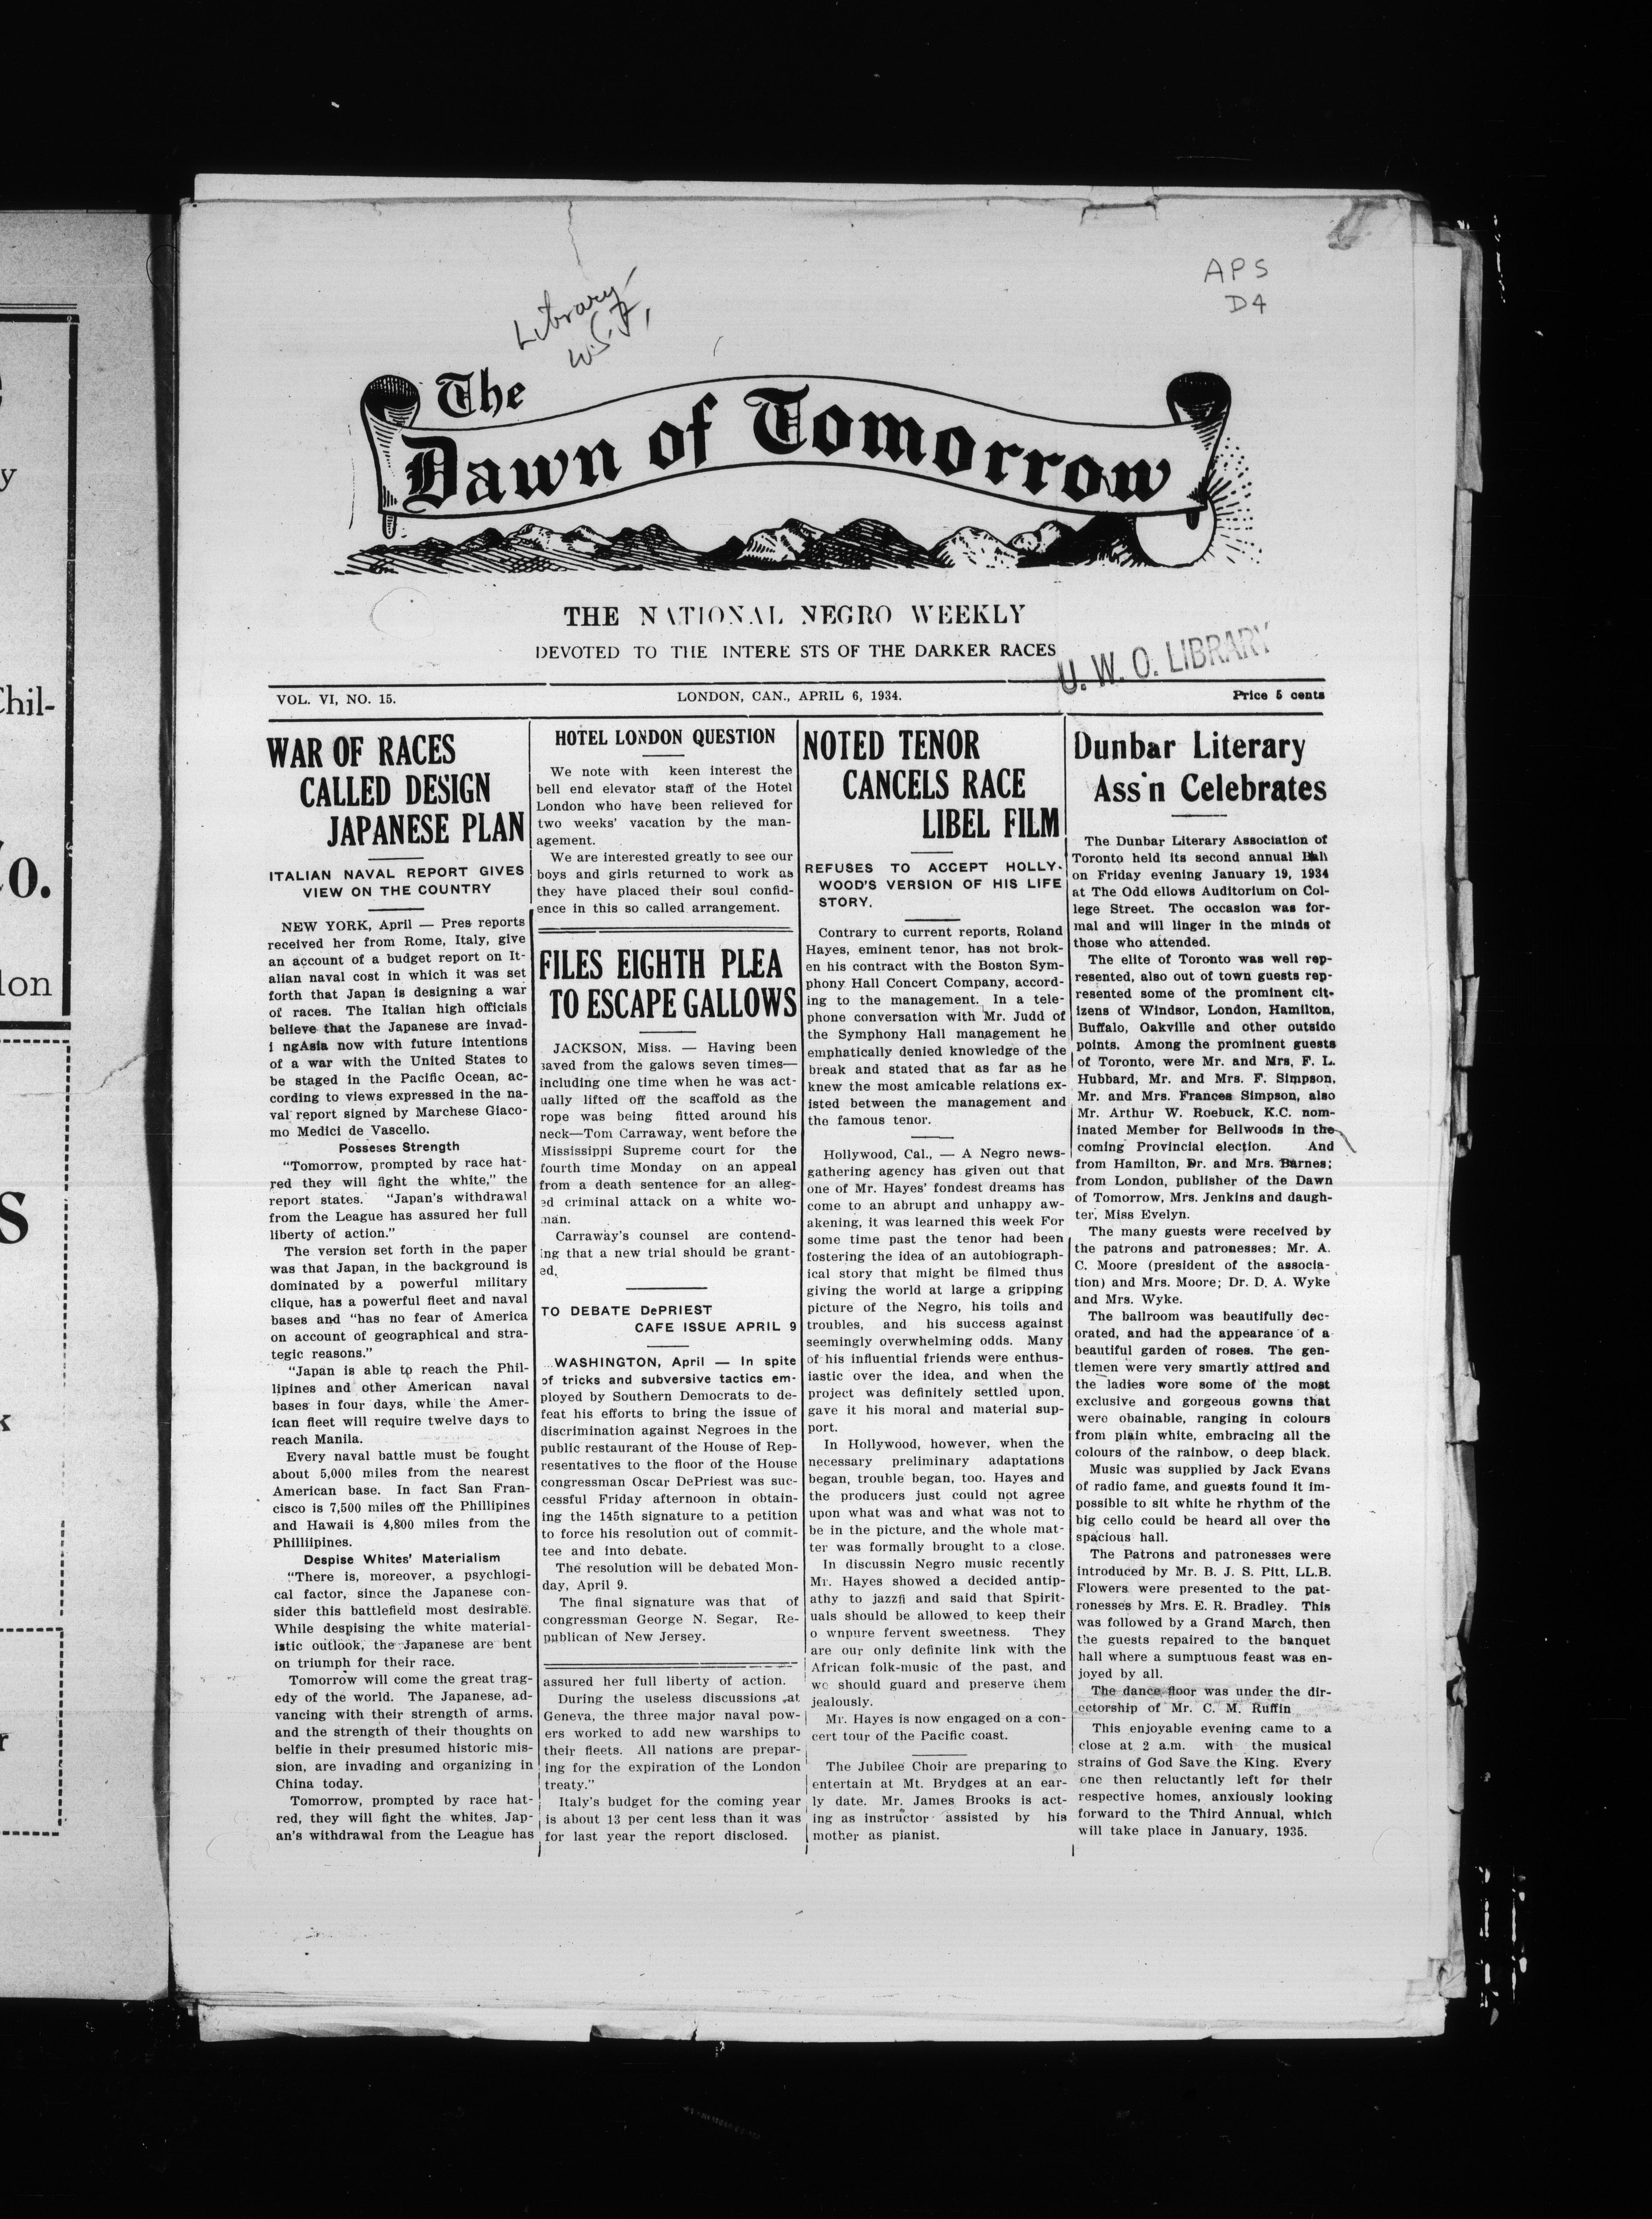 Library
W.S.J.
APS
D4
The
Dawn of Tomorrow
THE NATIONAL NEGRO WEEKLY
DEVOTED TO THE INTERE STS OF THE DARKER RACES
U. W. O. LIBRARY
VOL. VI, NO. 15.
LONDON, CAN., APRIL 6, 1934.
Price 5 cents
WAR OF RACES
CALLED DESIGN
JAPANESE PLAN
ITALIAN NAVAL REPORT GIVES
VIEW ON THE COUNTRY
NEW YORK, April — Pres reports
received her from Rome, Italy, give
an account of a budget report on It-
alian naval cost in which it was set
forth that Japan is designing a war
of races. The Italian high officials
believe that the Japanese are invad-
i ngAsia now with future intentions
of a war with the United States to
be staged in the Pacific Ocean, ac-
cording to views expressed in the na-
val report signed by Marchese Giaco-
mo Medici de Vascello.
Posseses Strength
"Tomorrow, prompted by race hat-
red they will fight the white," the
report states. "Japan's withdrawal
from the League has assured her full
liberty of action."
The version set forth in the paper
was that Japan, in the background is
dominated by a powerful military
clique, has a powerful fleet and naval
bases and "has no fear of America
on account of geographical and stra-
tegic reasons."
"Japan is able to reach the Phil-
lipines and other American naval
bases in four days, while the Amer-
ican fleet will require twelve days to
reach Manila.
Every naval battle must be fought
about 5,000 miles from the nearest
American base. In fact San Fran-
cisco is 7,500 miles off the Phillipines
and Hawaii is 4,800 miles from the
Philliipines.
Despise Whites' Materialism
"There is, moreover, a psychlogi-
cal factor, since the Japanese con-
sider this battlefield most desirable.
While despising the white material-
istic outlook, the Japanese are bent
on triumph for their race.
Tomorrow will come the great trag-
edy of the world. The Japanese, ad-
vancing with their strength of arms,
and the strength of their thoughts on
belfie in their presumed historic mis-
sion, are invading and organizing in
China today.
Tomorrow, prompted by race hat-
red, they will fight the whites. Jap-
an's withdrawal from the League has
HOTEL LONDON QUESTION
We note with keen interest the
bell end elevator staff of the Hotel
London who have been relieved for
two weeks' vacation by the man-
agement.
We are interested greatly to see our
boys and girls returned to work as
they have placed their soul confid-
ence in this so called arrangement.
FILES EIGHTH PLEA
TO ESCAPE GALLOWS
JACKSON, Miss. — Having been
saved from the galows seven times—
including one time when he was act-
ually lifted off the scaffold as the
rope was being fitted around his
neck—Tom Carraway, went before the
Mississippi Supreme court for the
fourth time Monday on an appeal
from a death sentence for an alleg-
ed criminal attack on a white wo-
man.
Carraway's counsel are contend-
ing that a new trial should be grant-
ed.
TO DEBATE DePRIEST
CAFE ISSUE APRIL 9
...WASHINGTON, April — In spite
of tricks and subversive tactics em-
ployed by Southern Democrats to de-
feat his efforts to bring the issue of
discrimination against Negroes in the
public restaurant of the House of Rep-
resentatives to the floor of the House
congressman Oscar DePriest was suc-
cessful Friday afternoon in obtain-
ing the 145th signature to a petition
to force his resolution out of commit-
tee and into debate.
The resolution will be debated Mon-
day, April 9.
The final signature was that of
congressman George N. Segar, Re-
publican of New Jersey.
assured her full liberty of action.
During the useless discussions at
Geneva, the three major naval pow-
ers worked to add new warships to
their fleets. All nations are prepar-
ing for the expiration of the London
treaty."
Italy's budget for the coming year
is about 13 per cent less than it was
for last year the report disclosed.
NOTED TENOR
CANCELS RACE
LIBEL FILM
REFUSES TO ACCEPT HOLLY-
WOOD'S VERSION OF HIS LIFE
STORY.
Contrary to current reports, Roland
Hayes, eminent tenor, has not brok-
en his contract with the Boston Sym-
phony Hall Concert Company, accord-
ing to the management. In a tele-
phone conversation with Mr. Judd of
the Symphony Hall management he
emphatically denied knowledge of the
break and stated that as far as he
knew the most amicable relations ex-
isted between the management and
the famous tenor.
Hollywood, Cal., — A Negro news-
gathering agency has given out that
one of Mr. Hayes' fondest dreams has
come to an abrupt and unhappy aw-
akening, it was learned this week For
some time past the tenor had been
fostering the idea of an autobiograph-
ical story that might be filmed thus
giving the world at large a gripping
picture of the Negro, his toils and
troubles, and his success against
seemingly overwhelming odds. Many
of his influential friends were enthus-
iastic over the idea, and when the
project was definitely settled upon,
gave it his moral and material sup-
port.
In Hollywood, however, when the
necessary preliminary adaptations
began, trouble began, too. Hayes and
the producers just could not agree
upon what was and what was not to
be in the picture, and the whole mat-
ter was formally brought to a close.
In discussin Negro music recently
Mr. Hayes showed a decided antip-
athy to jazzfi and said that Spirit-
uals should be allowed to keep their
o wnpure fervent sweetness. They
are our only definite link with the
African folk-music of the past, and
we should guard and preserve them
jealously.
Mr. Hayes is now engaged on a con-
cert tour of the Pacific coast.
The Jubilee Choir are preparing to
entertain at Mt. Brydges at an ear-
ly date. Mr. James Brooks is act-
ing as instructor assisted by his
mother as pianist.
Dunbar Literary
Ass'n Celebrates
The Dunbar Literary Association of
Toronto held its second annual Ball
on Friday evening January 19, 1934
at The Odd ellows Auditorium on Col-
lege Street. The occasion was for-
mal and will linger in the minds of
those who attended.
The elite of Toronto was well rep-
resented, also out of town guests rep-
resented some of the prominent cit-
izens of Windsor, London, Hamilton,
Buffalo, Oakville and other outside
points. Among the prominent guests
of Toronto, were Mr. and Mrs, F. L.
Hubbard, Mr. and Mrs. F. Simpson,
Mr. and Mrs. Frances Simpson, also
Mr. Arthur W. Roebuck, K.C. nom-
inated Member for Bellwoods in the
coming Provincial election. And
from Hamilton, Dr. and Mrs. Barnes;
from London, publisher of the Dawn
of Tomorrow, Mrs. Jenkins and daugh-
ter, Miss Evelyn.
The many guests were received by
the patrons and patronesses: Mr. A.
C. Moore (president of the associa-
tion) and Mrs. Moore; Dr. D. A. Wyke
and Mrs. Wyke.
The ballroom was beautifully dec-
orated, and had the appearance of a
beautiful garden of roses. The gen-
tlemen were very smartly attired and
the ladies wore some of the most
exclusive and gorgeous gowns that
were obainable, ranging in colours
from plain white, embracing all the
colours of the rainbow, o deep black.
Music was supplied by Jack Evans
of radio fame, and guests found it im-
possible to sit white he rhythm of the
big cello could be heard all over the
spacious hall.
The Patrons and patronesses were
introduced by Mr. B. J. S. Pitt, LL.B.
Flowers were presented to the pat-
ronesses by Mrs. E. R. Bradley. This
was followed by a Grand March, then
the guests repaired to the banquet
hall where a sumptuous feast was en-
joyed by all.
The dance floor was under the dir-
ectorship of Mr. C. M. Ruffin
This enjoyable evening came to a
close at 2 a.m. with the musical
strains of God Save the King. Every
one then reluctantly left for their
respective homes, anxiously looking
forward to the Third Annual, which
will take place in January, 1935.